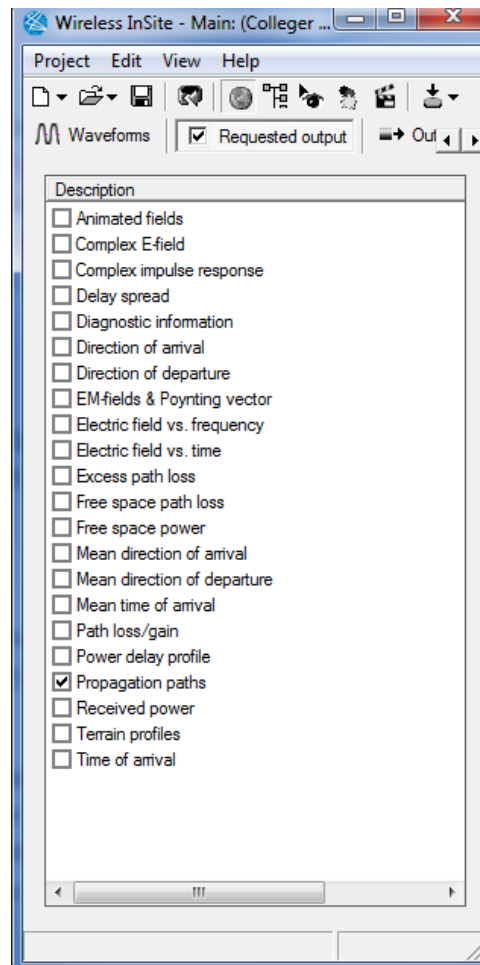 Wireless InSite - Main: (Colleger ...
Project Edit View Help
Waveforms Requested output Out
Description
Animated fields
Complex E-field
Complex impulse response
Delay spread
Diagnostic information
Direction of arrival
Direction of departure
EM-fields & Poynting vector
Electric field vs. frequency
Electric field vs. time
Excess path loss
Free space path loss
Free space power
Mean direction of arrival
Mean direction of departure
Mean time of arrival
Path loss/gain
Power delay profile
Propagation paths
Received power
Terrain profiles
Time of arrival